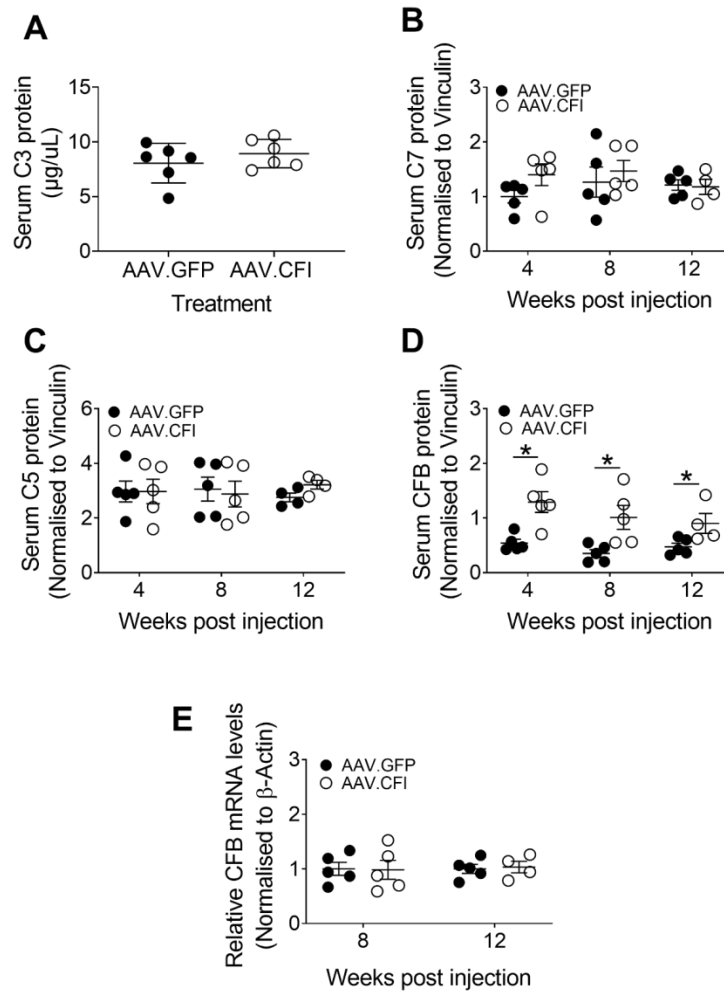 A
Serum C3 protein
(µg/uL)
15
10
5
0
AAV.GFP AAV.CFI
Treatment
B
Serum C7 protein
(Normalised to Vinculin)
AAV.GFP
AAV.CFI
3
2
1
0
4 8 12
Weeks post injection
C
Serum C5 protein
(Normalised to Vinculin)
AAV.GFP
AAV.CFI
6
4
2
0
4 8 12
Weeks post injection
D
Serum CFB protein
(Normalised to Vinculin)
AAV.GFP
AAV.CFI
3
2
1
0
* * *
4 8 12
Weeks post injection
E
Relative CFB mRNA levels
(Normalised to β-Actin)
AAV.GFP
AAV.CFI
3
2
1
0
8 12
Weeks post injection